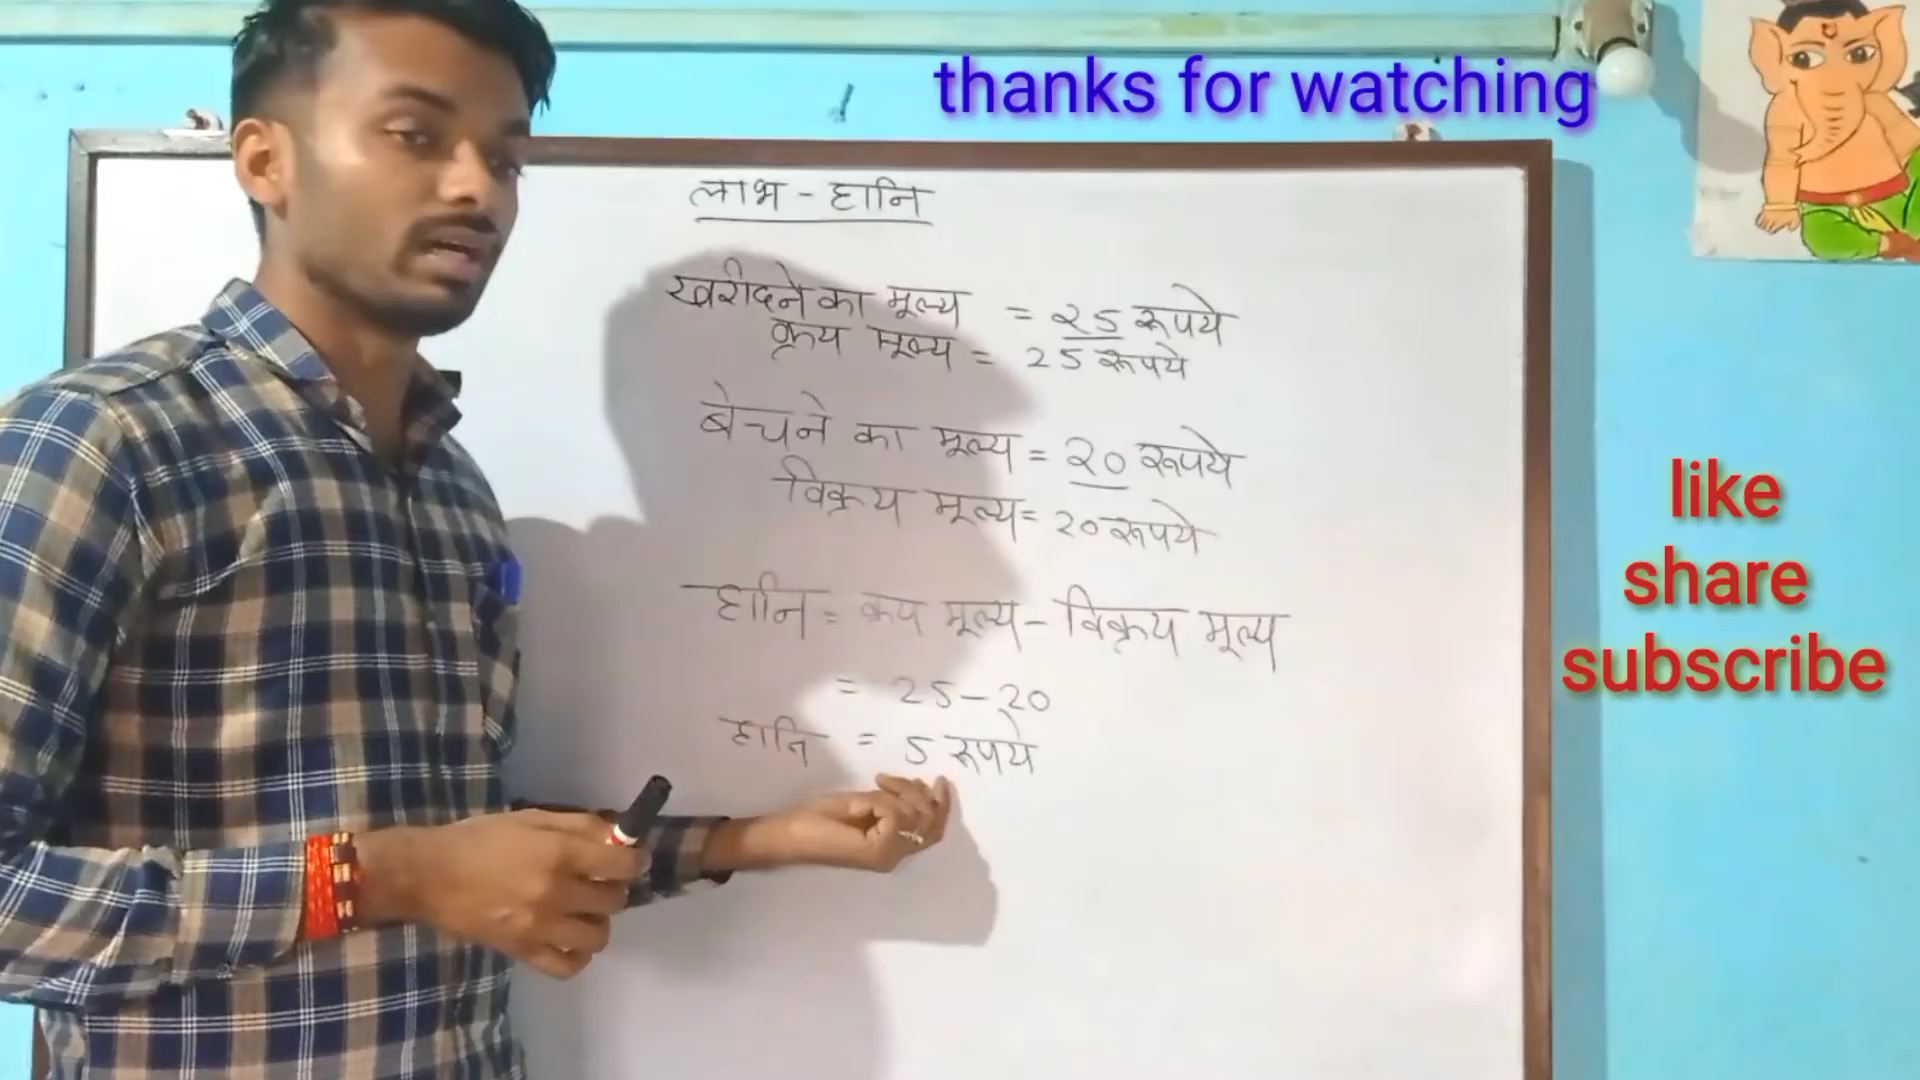 thanks for watching
लाभ - हानि
खरीदने का मूल्य = 25 रूपये
क्रय मूल्य = 25 रूपये
बेचने का मूल्य = 20 रूपये
विक्रय मूल्य = 20 रूपये
हानि = क्रय मूल्य - विक्रय मूल्य
= 25 - 20
हानि = 5 रूपये
like
share
subscribe